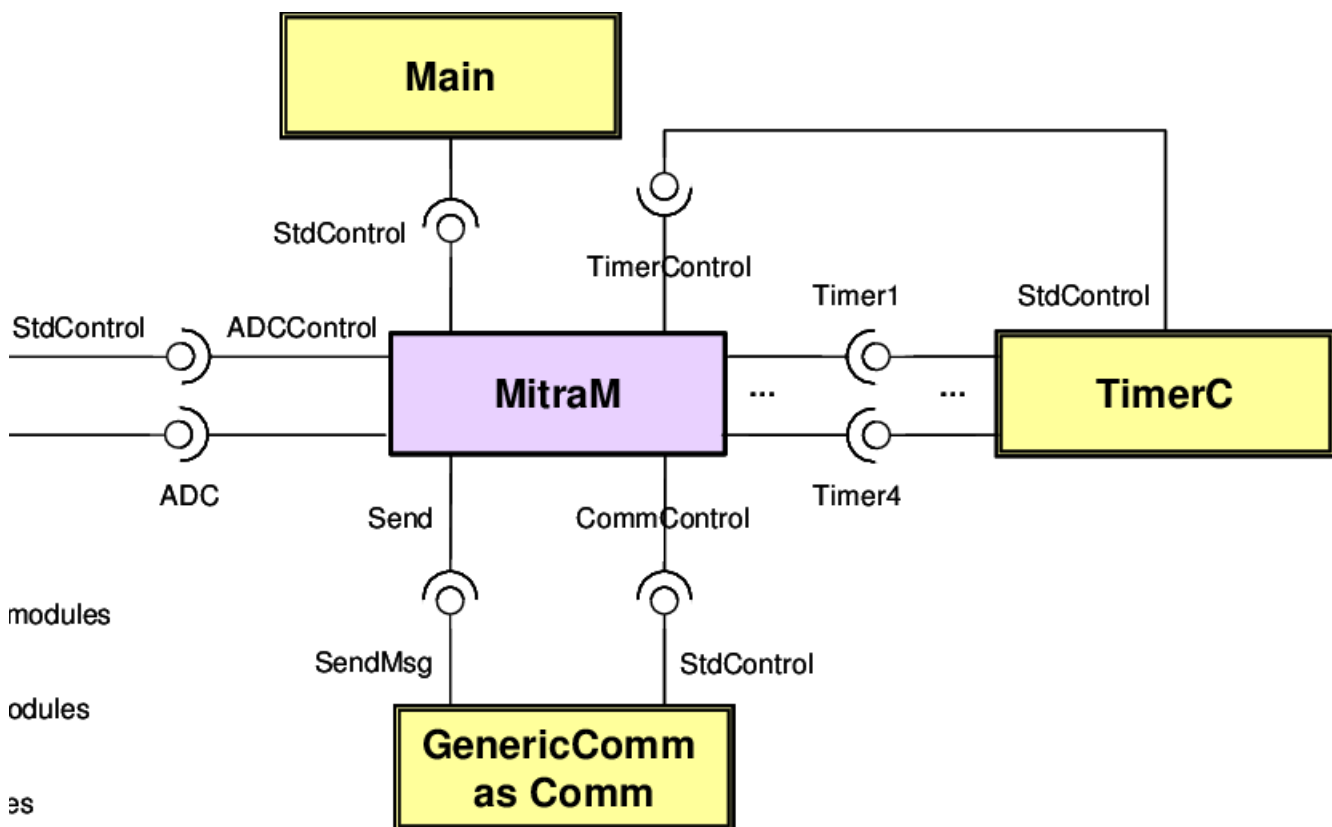 Main
StdControl
TimerControl
Timer1
StdControl
StdControl
ADCControl
MitraM
...
...
TimerC
ADC
Send
CommControl
Timer4
modules
SendMsg
StdControl
odules
GenericComm
as Comm
es